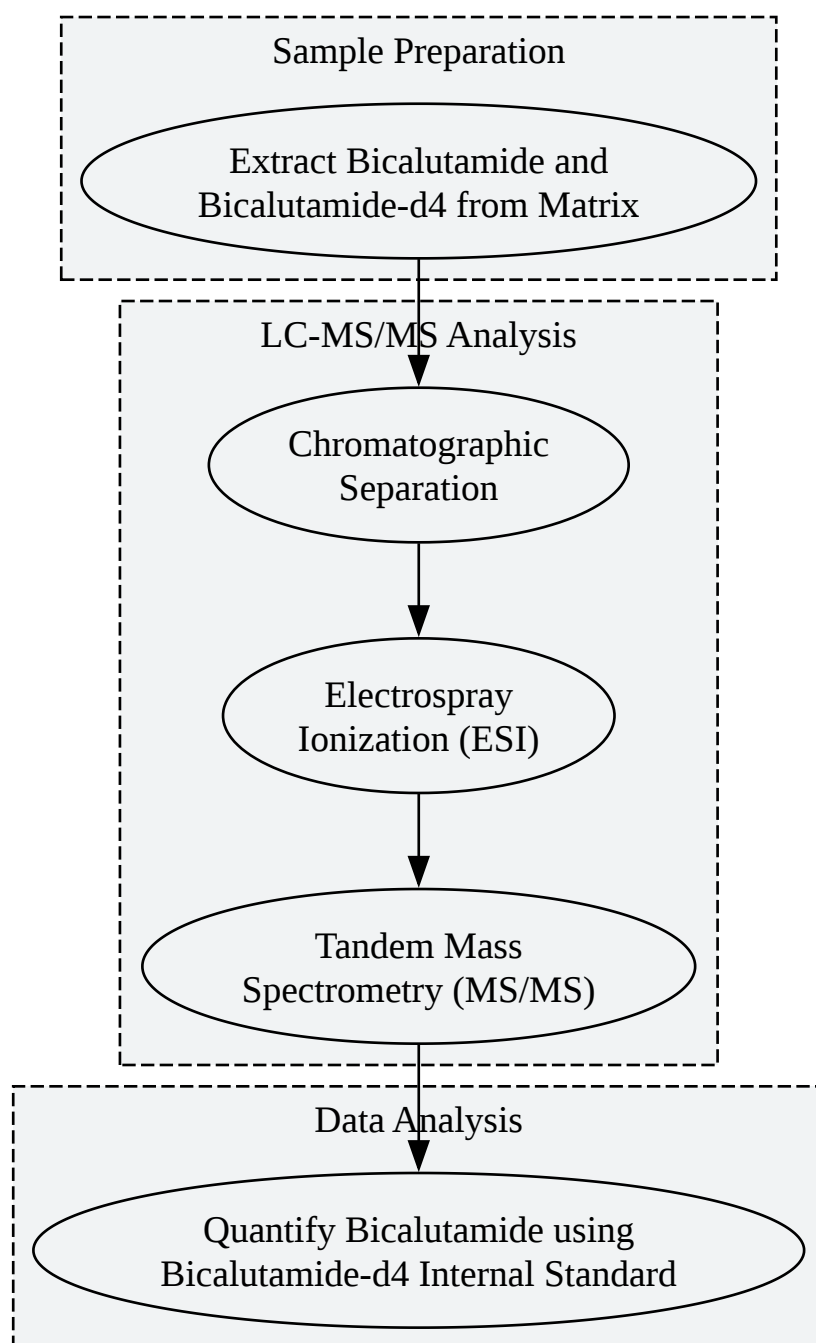 Sample Preparation
Extract Bicalutamide and
Bicalutamide-d4 from Matrix
LC-MS/MS Analysis
Chromatographic
Separation
Electrospray
Ionization (ESI)
Tandem Mass
Spectrometry (MS/MS)
Data Analysis
Quantify Bicalutamide using
Bicalutamide-d4 Internal Standard